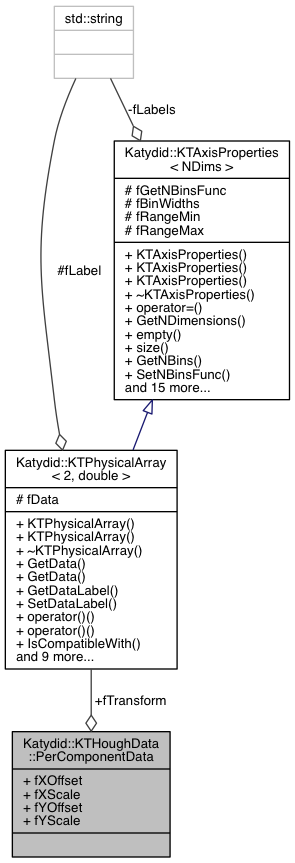 std::string
-fLabels
Katydid::KTAxisProperties
< NDims >
# fGetNBinsFunc
# fBinWidths
# fRangeMin
# fRangeMax
+ KTAxisProperties()
+ KTAxisProperties()
+ KTAxisProperties()
+ ~KTAxisProperties()
+ operator=()
+ GetNDimensions()
+ empty()
+ size()
+ GetNBins()
+ SetNBinsFunc()
and 15 more...
#fLabel
Katydid::KTPhysicalArray
< 2, double >
# fData
+ KTPhysicalArray()
+ KTPhysicalArray()
+ ~KTPhysicalArray()
+ GetData()
+ GetData()
+ GetDataLabel()
+ SetDataLabel()
+ operator()()
+ operator()()
+ IsCompatibleWith()
and 9 more...
+fTransform
Katydid::KTHoughData
::PerComponentData
+ fXOffset
+ fXScale
+ fYOffset
+ fYScale